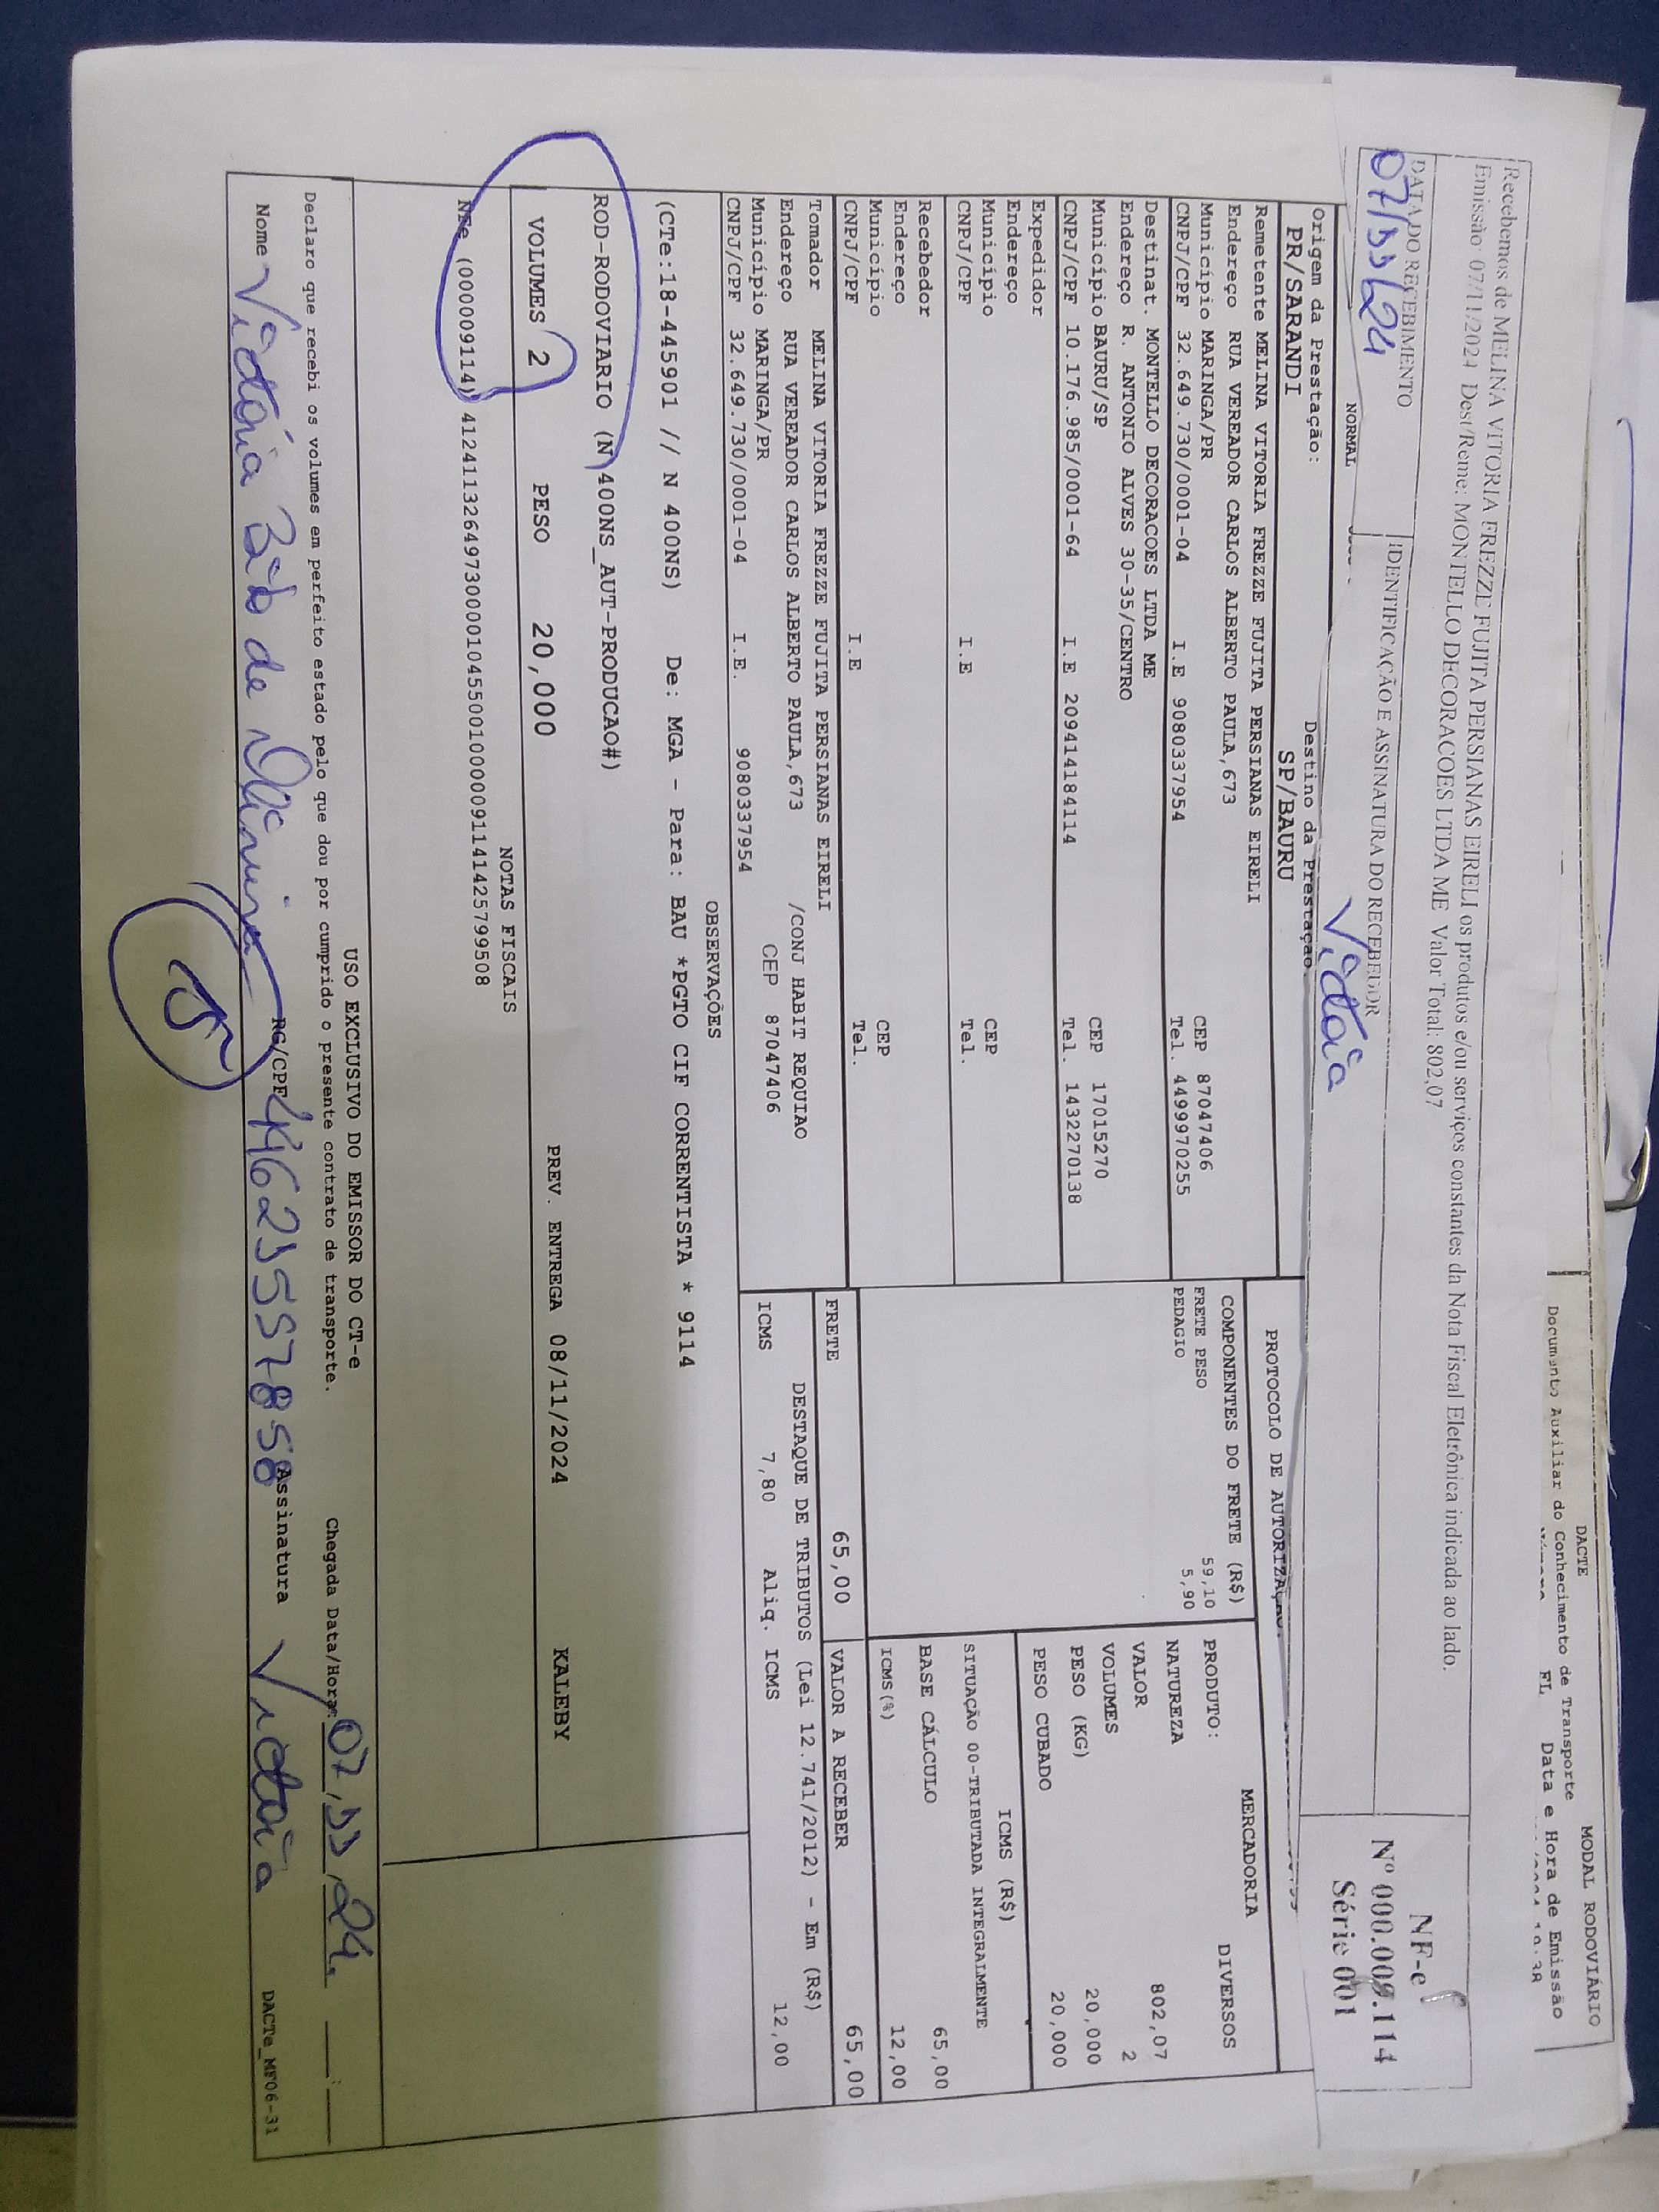 DACTE
MODAL RODOVIÁRIO
Documento Auxiliar do Conhecimento de Transporte
FL Data e Hora de Emissão
Recebemos de MELINA VITORIA FREZZE FUJITA PERSIANAS EIRELI os produtos e/ou serviços constantes da Nota Fiscal Eletrônica indicada ao lado.
Emissão: 07/11/2024 Dest/Reme: MONTELLO DECORACOES LTDA ME Valor Total: 802,07
DATA DO RECEBIMENTO
07/11/24
IDENTIFICAÇÃO E ASSINATURA DO RECEBEDOR
Vitória
NF-e
Nº 000.009.114
Série 001
NORMAL
Origem da Prestação:
PR/SARANDI
Destino da Prestação
SP/BAURU
PROTOCOLO DE AUTORIZAÇÃO:
Remetente MELINA VITORIA FREZZE FUJITA PERSIANAS EIRELI
Endereço RUA VEREADOR CARLOS ALBERTO PAULA,673
Município MARINGA/PR CEP 87047406
CNPJ/CPF 32.649.730/0001-04 I.E 9080337954 Tel. 4499970255
Destinat. MONTELLO DECORACOES LTDA ME
Endereço R. ANTONIO ALVES 30-35/CENTRO
Município BAURU/SP CEP 17015270
CNPJ/CPF 10.176.985/0001-64 I.E 209414184114 Tel. 1432270138
Expedidor
Endereço
Município CEP
CNPJ/CPF I.E Tel.
Recebedor
Endereço
Município CEP
CNPJ/CPF I.E Tel.
Tomador MELINA VITORIA FREZZE FUJITA PERSIANAS EIRELI
Endereço RUA VEREADOR CARLOS ALBERTO PAULA,673 /CONJ HABIT REQUIAO
Município MARINGA/PR CEP 87047406
CNPJ/CPF 32.649.730/0001-04 I.E. 9080337954
COMPONENTES DO FRETE (R$)
FRETE PESO 59,10
PEDAGIO 5,90
MERCADORIA
PRODUTO: DIVERSOS
NATUREZA
VALOR 802,07
VOLUMES 2
PESO (KG) 20,000
PESO CUBADO 20,000
ICMS (R$)
SITUAÇÃO 00-TRIBUTADA INTEGRALMENTE
BASE CÁLCULO 65,00
ICMS(%) 12,00
FRETE 65,00
VALOR A RECEBER 65,00
DESTAQUE DE TRIBUTOS (Lei 12.741/2012) - Em (R$)
ICMS 7,80 Aliq. ICMS 12,00
OBSERVAÇÕES
(CTe:18-445901 // N 400NS) De: MGA - Para: BAU *PGTO CIF CORRENTISTA * 9114
ROD-RODOVIARIO (N)400NS_AUT-PRODUCAO#)
VOLUMES 2 PESO 20,000 PREV. ENTREGA 08/11/2024 KALEBY
NOTAS FISCAIS
NFe (000009114) 41241132649730000104550010000091141425799508
USO EXCLUSIVO DO EMISSOR DO CT-e
Declaro que recebi os volumes em perfeito estado pelo que dou por cumprido o presente contrato de transporte.
Chegada Data/Hora: 07/11/24 __:__
Nome Vitória de RG/CPF 44623557858 Assinatura Vitória
DACTe_MF06-31